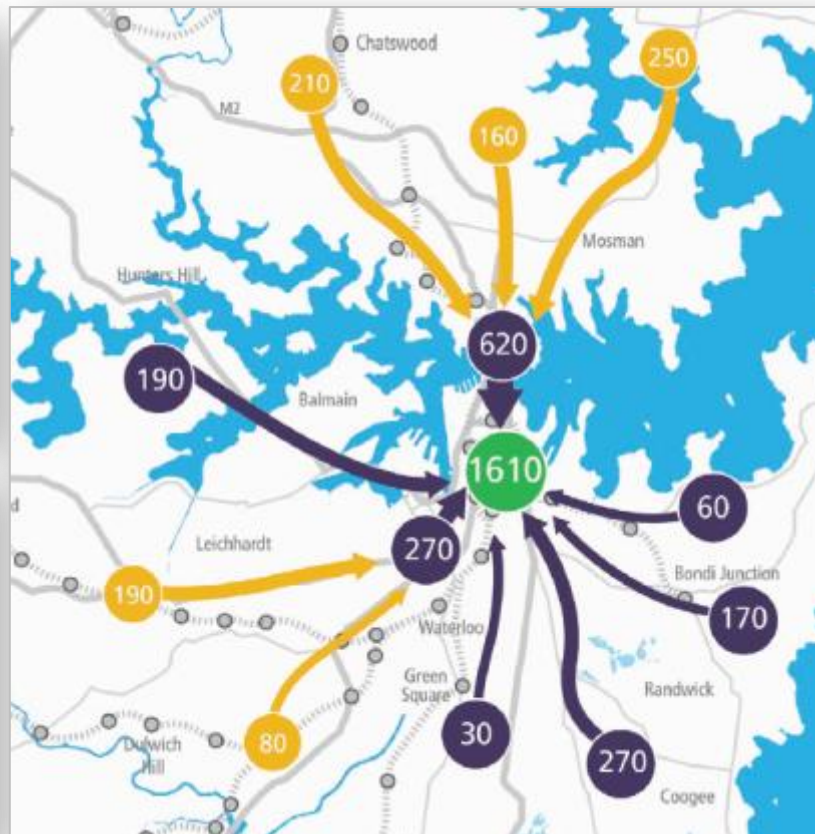 Chatswood
250
210
M2
160
Mosman
Hunters Hill
620
190
Balmain
1610
60
270
Leichhardt
Bondi Junction
190
170
Waterloo
Green
Square
Randwick
30
80
Dulwich
Hill
270
Coogee